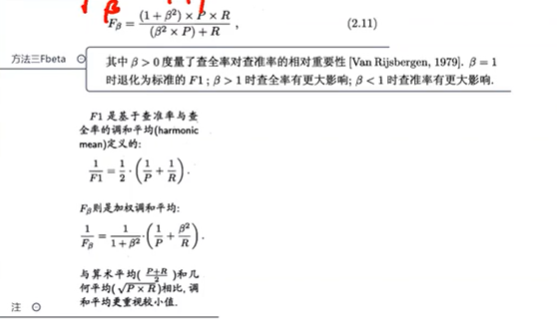 β
F_β = (1 + β²) × P × R / (β² × P) + R , (2.11)
方法三Fbeta
其中 β > 0 度量了查全率对查准率的相对重要性 [Van Rijsbergen, 1979]. β = 1
时退化为标准的 F1; β > 1 时查全率有更大影响; β < 1 时查准率有更大影响.
F1 是基于查准率与查
全率的调和平均(harmonic
mean)定义的:
1/F1 = 1/2 · (1/P + 1/R).
F_β则是加权调和平均:
1/F_β = 1/(1+β²) · (1/P + β²/R).
与算术平均( (P+R)/2 )和几
何平均(√(P × R))相比, 调
和平均更重视较小值.
注